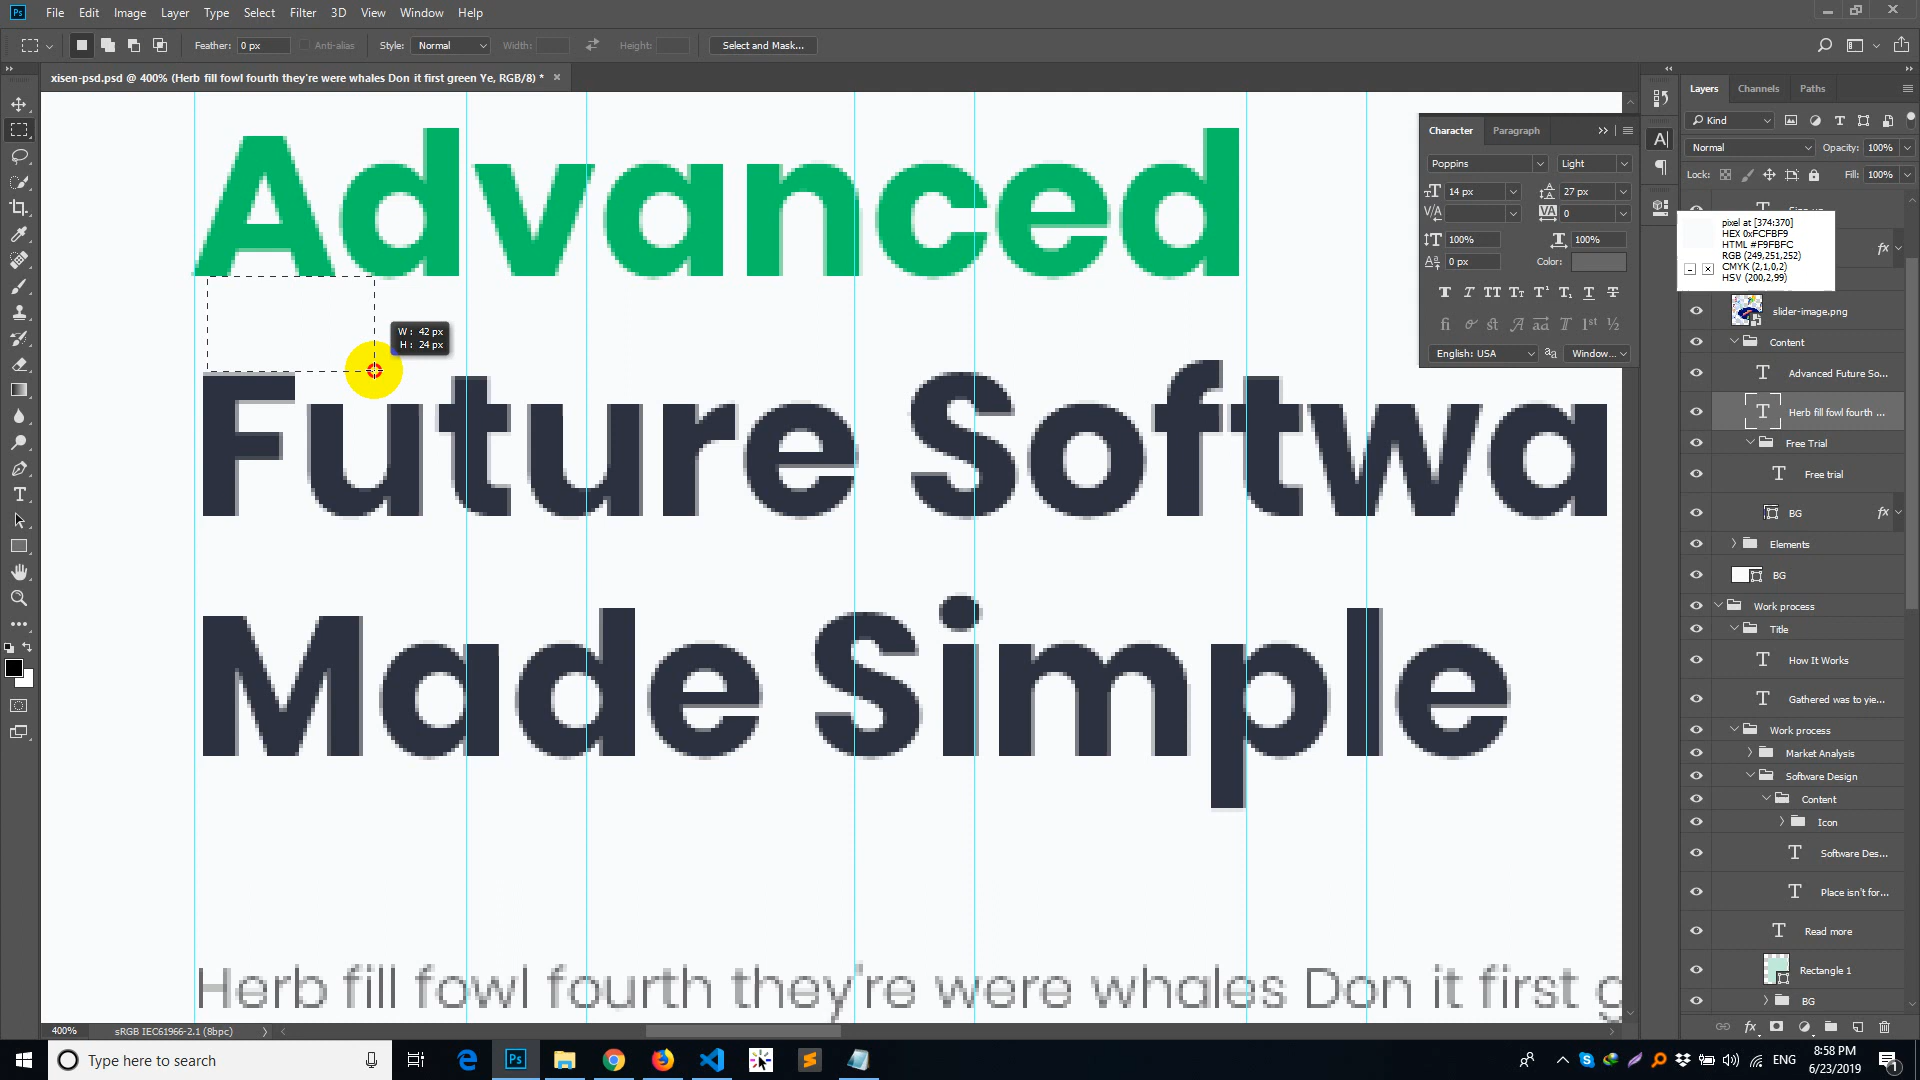 File Edit Image Layer Type Select Filter 3D View Window Help
Feather: 0 px Anti-alias Style: Normal Width: Height: Select and Mask...
xisen-psd.psd @ 400% (Herb fill fowl fourth they're were whales Don it first green Ye, RGB/8) *
Advanced
Future Softwa
Made Simple
Herb fill fowl fourth they're were whales Don it first g
W: 42 px
H: 24 px
Character Paragraph
Poppins Light
14 px 27 px
0
100% 100%
0 px Color:
English: USA Window...
Layers Channels Paths
Kind
Normal Opacity: 100%
Lock: Fill: 100%
pixel at [374:370]
HEX 0xFCFBF9
HTML #F9FBFC
RGB (249,251,252)
CMYK (2,1,0,2)
HSV (200,2,99)
fx
slider-image.png
Content
Advanced Future So...
Herb fill fowl fourth ...
Free Trial
Free trial
BG fx
Elements
BG
Work process
Title
How It Works
Gathered was to yie...
Work process
Market Analysis
Software Design
Content
Icon
Software Des...
Place isn't for...
Read more
Rectangle 1
BG
400% sRGB IEC61966-2.1 (8bpc)
Type here to search
ENG
8:58 PM
6/23/2019
1